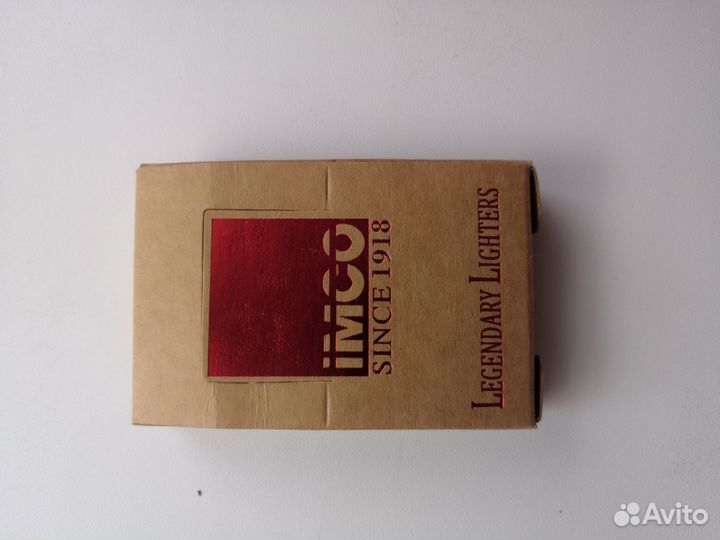 IMCO
SINCE 1918
LEGENDARY LIGHTERS
Avito